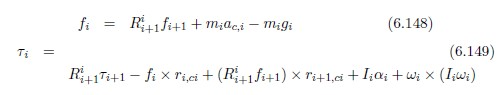 f_i = R^i_{i+1} f_{i+1} + m_i a_{c,i} − m_i g_i (6.148)
τ_i = (6.149)
R^i_{i+1} τ_{i+1} − f_i × r_{i,ci} + (R^i_{i+1} f_{i+1}) × r_{i+1,ci} + I_i α_i + ω_i × (I_i ω_i)